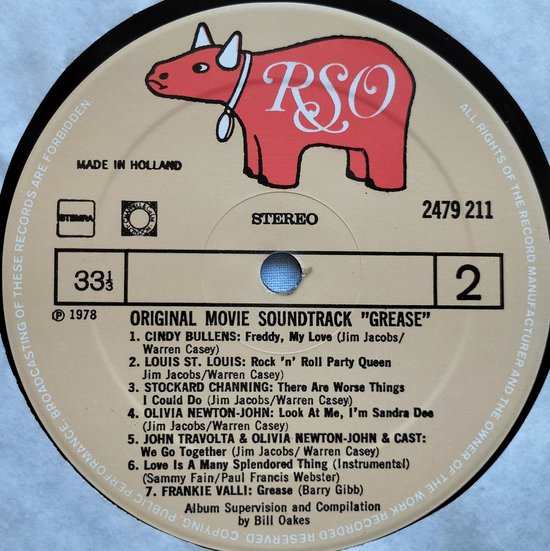 RSO
MADE IN HOLLAND
STEMRA
STEREO
2479 211
33⅓
2
Ⓟ 1978
ORIGINAL MOVIE SOUNDTRACK "GREASE"
1. CINDY BULLENS: Freddy, My Love (Jim Jacobs/
Warren Casey)
2. LOUIS ST. LOUIS: Rock 'n' Roll Party Queen
Jim Jacobs/Warren Casey)
3. STOCKARD CHANNING: There Are Worse Things
I Could Do (Jim Jacobs/Warren Casey)
4. OLIVIA NEWTON-JOHN: Look At Me, I'm Sandra Dee
(Jim Jacobs/Warren Casey)
5. JOHN TRAVOLTA & OLIVIA NEWTON-JOHN & CAST:
We Go Together (Jim Jacobs/ Warren Casey)
6. Love Is A Many Splendored Thing (Instrumental)
(Sammy Fain/Paul Francis Webster)
7. FRANKIE VALLI: Grease (Barry Gibb)
Album Supervision and Compilation
by Bill Oakes
ALL RIGHTS OF THE RECORD MANUFACTURER AND THE OWNER OF THE WORK RECORDED RESERVED. COPYING, PUBLIC PERFORMANCE, BROADCASTING OF THESE RECORDS ARE FORBIDDEN.